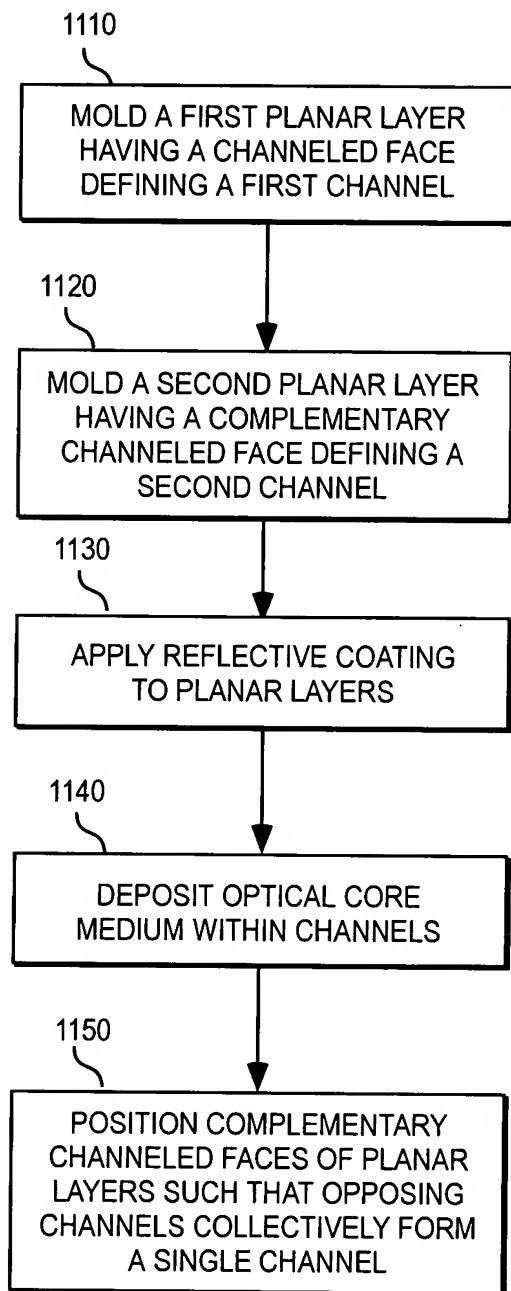 1110
MOLD A FIRST PLANAR LAYER
HAVING A CHANNELED FACE
DEFINING A FIRST CHANNEL
1120
MOLD A SECOND PLANAR LAYER
HAVING A COMPLEMENTARY
CHANNELED FACE DEFINING A
SECOND CHANNEL
1130
APPLY REFLECTIVE COATING
TO PLANAR LAYERS
1140
DEPOSIT OPTICAL CORE
MEDIUM WITHIN CHANNELS
1150
POSITION COMPLEMENTARY
CHANNELED FACES OF PLANAR
LAYERS SUCH THAT OPPOSING
CHANNELS COLLECTIVELY FORM
A SINGLE CHANNEL